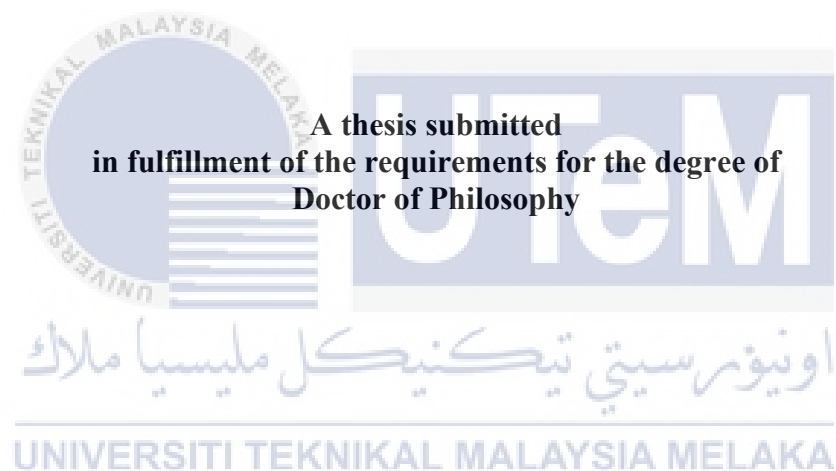 A thesis submitted
in fulfillment of the requirements for the degree of
Doctor of Philosophy
UNIVERSITI TEKNIKAL MALAYSIA MELAKA
UTeM
اونيۏرسيتي تيكنيكل مليسيا ملاك
UNIVERSITI TEKNIKAL MALAYSIA MELAKA